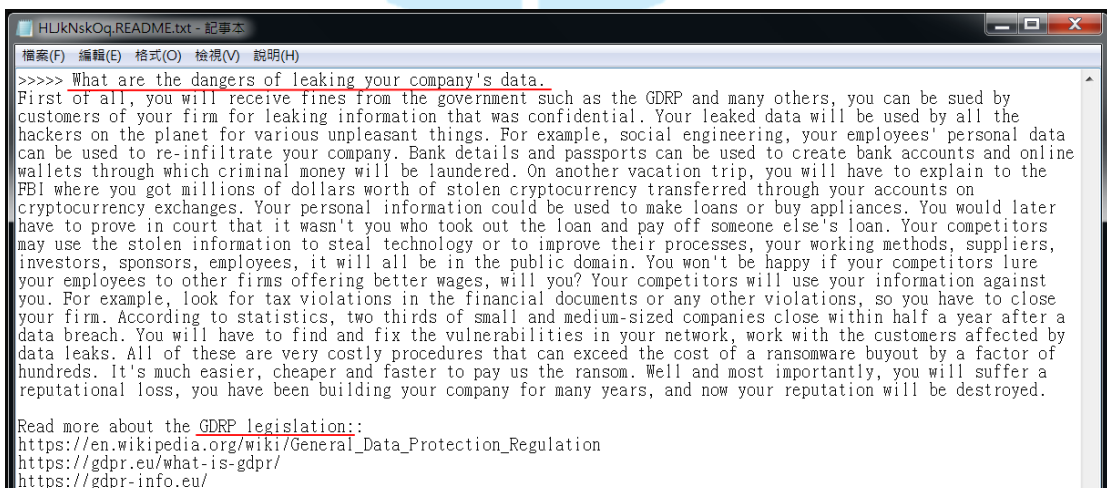 HLJkNskOq.README.txt - 記事本
檔案(F) 編輯(E) 格式(O) 檢視(V) 說明(H)
>>>>> What are the dangers of leaking your company's data.
First of all, you will receive fines from the government such as the GDRP and many others, you can be sued by
customers of your firm for leaking information that was confidential. Your leaked data will be used by all the
hackers on the planet for various unpleasant things. For example, social engineering, your employees' personal data
can be used to re-infiltrate your company. Bank details and passports can be used to create bank accounts and online
wallets through which criminal money will be laundered. On another vacation trip, you will have to explain to the
FBI where you got millions of dollars worth of stolen cryptocurrency transferred through your accounts on
cryptocurrency exchanges. Your personal information could be used to make loans or buy appliances. You would later
have to prove in court that it wasn't you who took out the loan and pay off someone else's loan. Your competitors
may use the stolen information to steal technology or to improve their processes, your working methods, suppliers,
investors, sponsors, employees, it will all be in the public domain. You won't be happy if your competitors lure
your employees to other firms offering better wages, will you? Your competitors will use your information against
you. For example, look for tax violations in the financial documents or any other violations, so you have to close
your firm. According to statistics, two thirds of small and medium-sized companies close within half a year after a
data breach. You will have to find and fix the vulnerabilities in your network, work with the customers affected by
data leaks. All of these are very costly procedures that can exceed the cost of a ransomware buyout by a factor of
hundreds. It's much easier, cheaper and faster to pay us the ransom. Well and most importantly, you will suffer a
reputational loss, you have been building your company for many years, and now your reputation will be destroyed.
Read more about the GDRP legislation::
https://en.wikipedia.org/wiki/General_Data_Protection_Regulation
https://gdpr.eu/what-is-gdpr/
https://gdpr-info.eu/